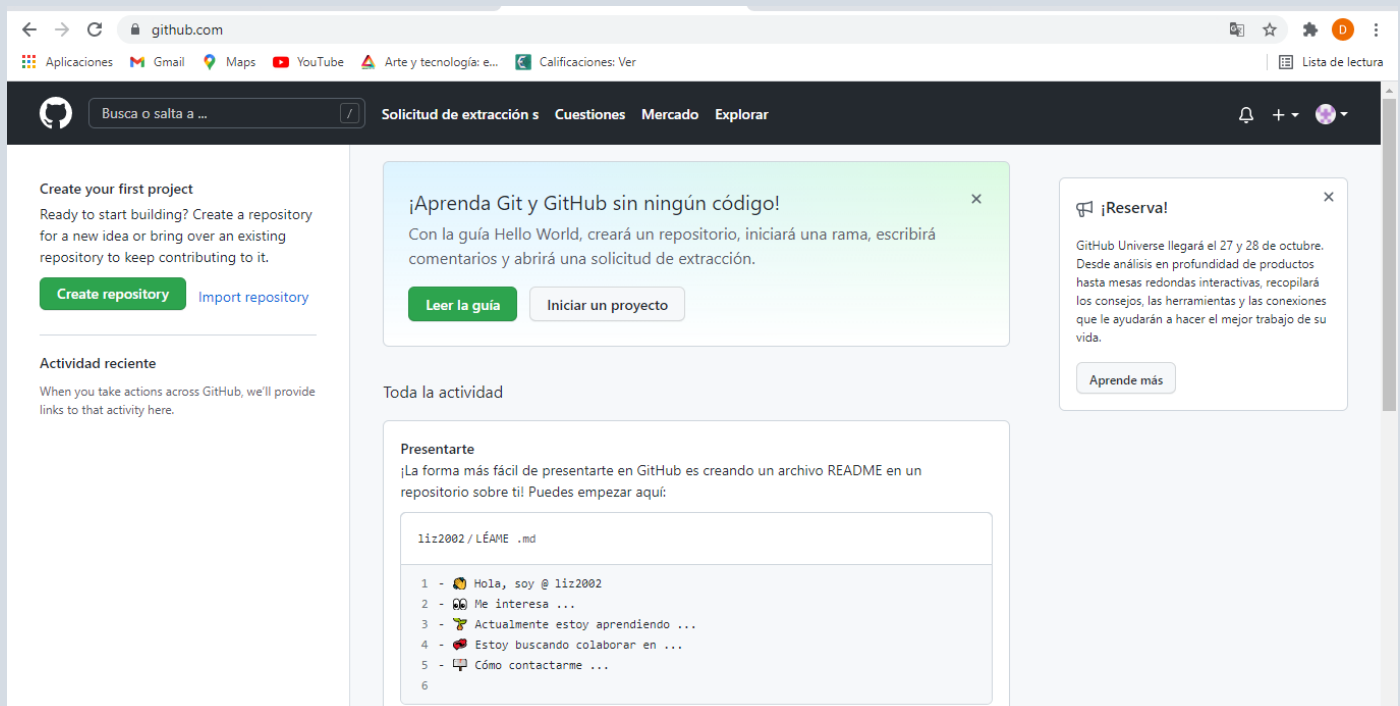 github.com
D
Aplicaciones Gmail Maps YouTube Arte y tecnología: e... Calificaciones: Ver Lista de lectura
Busca o salta a ... / Solicitud de extracción s Cuestiones Mercado Explorar
Create your first project
Ready to start building? Create a repository
for a new idea or bring over an existing
repository to keep contributing to it.
Create repository Import repository
Actividad reciente
When you take actions across GitHub, we'll provide
links to that activity here.
¡Aprenda Git y GitHub sin ningún código!
Con la guía Hello World, creará un repositorio, iniciará una rama, escribirá
comentarios y abrirá una solicitud de extracción.
Leer la guía Iniciar un proyecto
Toda la actividad
Presentarte
¡La forma más fácil de presentarte en GitHub es creando un archivo README en un
repositorio sobre ti! Puedes empezar aquí:
liz2002/LÉAME .md
1 - 👋 Hola, soy @ liz2002
2 - 👀 Me interesa ...
3 - 🌱 Actualmente estoy aprendiendo ...
4 - 💞️ Estoy buscando colaborar en ...
5 - 📫 Cómo contactarme ...
6
¡Reserva!
GitHub Universe llegará el 27 y 28 de octubre.
Desde análisis en profundidad de productos
hasta mesas redondas interactivas, recopilará
los consejos, las herramientas y las conexiones
que le ayudarán a hacer el mejor trabajo de su
vida.
Aprende más